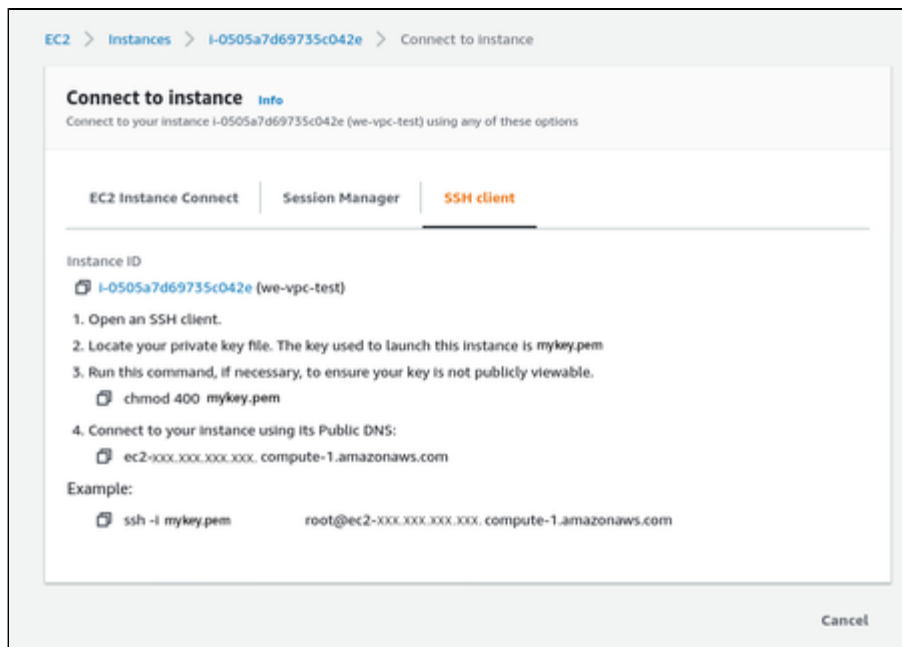 EC2 > Instances > i-0505a7d69735c042e > Connect to instance
Connect to instance Info
Connect to your instance i-0505a7d69735c042e (we-vpc-test) using any of these options
EC2 Instance Connect Session Manager SSH client
Instance ID
i-0505a7d69735c042e (we-vpc-test)
1. Open an SSH client.
2. Locate your private key file. The key used to launch this instance is mykey.pem
3. Run this command, if necessary, to ensure your key is not publicly viewable.
chmod 400 mykey.pem
4. Connect to your instance using its Public DNS:
ec2-xxx.xxx.xxx.xxx. compute-1.amazonaws.com
Example:
ssh -i mykey.pem root@ec2-xxx.xxx.xxx.xxx. compute-1.amazonaws.com
Cancel